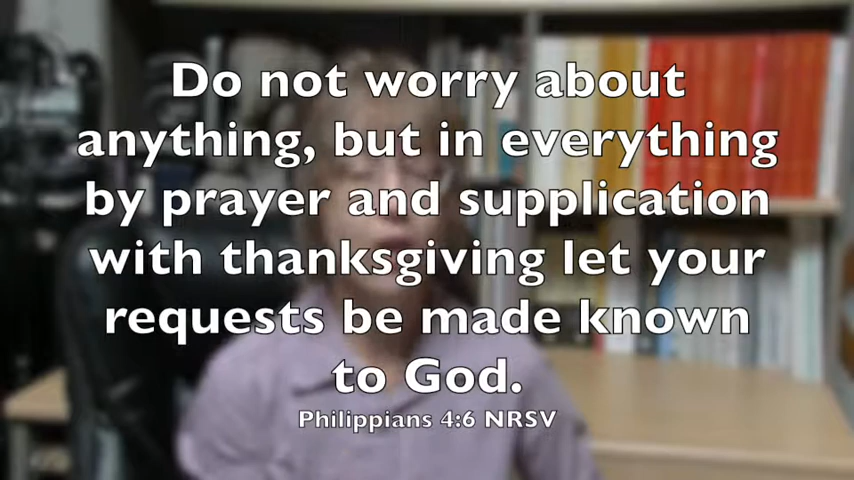 Do not worry about
anything, but in everything
by prayer and supplication
with thanksgiving let your
requests be made known
to God.
Philippians 4:6 NRSV